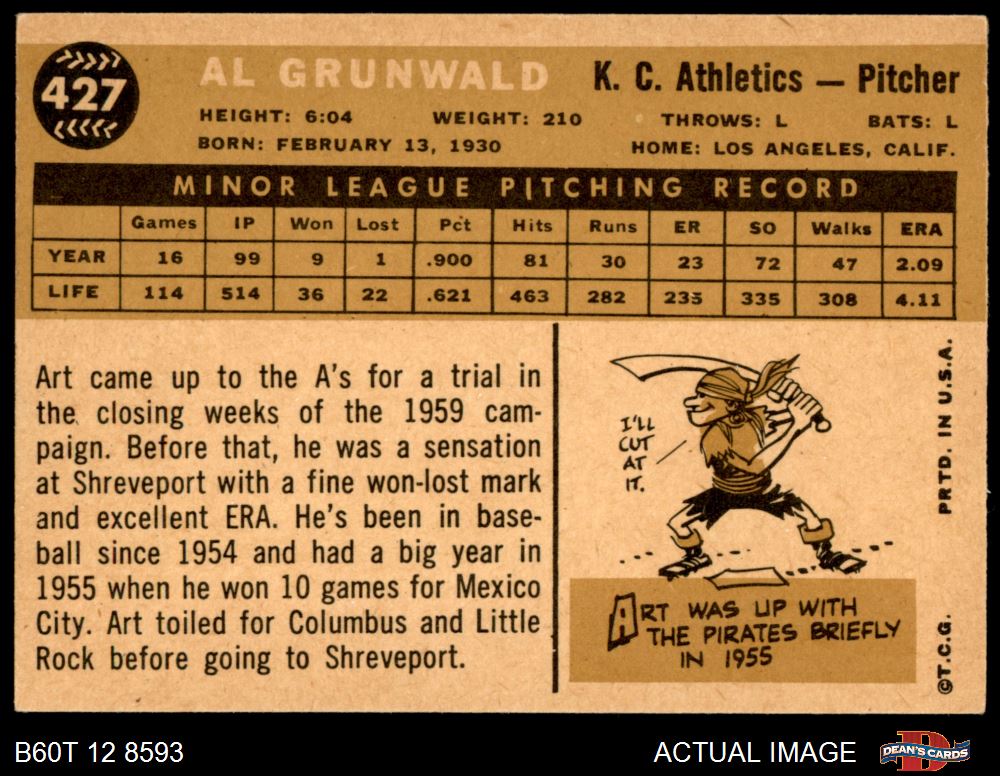 427
AL GRUNWALD K. C. Athletics — Pitcher
HEIGHT: 6:04 WEIGHT: 210 THROWS: L BATS: L
BORN: FEBRUARY 13, 1930 HOME: LOS ANGELES, CALIF.
MINOR LEAGUE PITCHING RECORD
Games IP Won Lost Pct Hits Runs ER SO Walks ERA
YEAR 16 99 9 1 .900 81 30 23 72 47 2.09
LIFE 114 514 36 22 .621 463 282 235 335 308 4.11
Art came up to the A's for a trial in
the closing weeks of the 1959 cam-
paign. Before that, he was a sensation
at Shreveport with a fine won-lost mark
and excellent ERA. He's been in base-
ball since 1954 and had a big year in
1955 when he won 10 games for Mexico
City. Art toiled for Columbus and Little
Rock before going to Shreveport.
I'LL
CUT
AT
IT.
ART WAS UP WITH
THE PIRATES BRIEFLY
IN 1955
©T.C.G. PRTD. IN U.S.A.
B60T 12 8593 ACTUAL IMAGE
D
DEAN'S CARDS